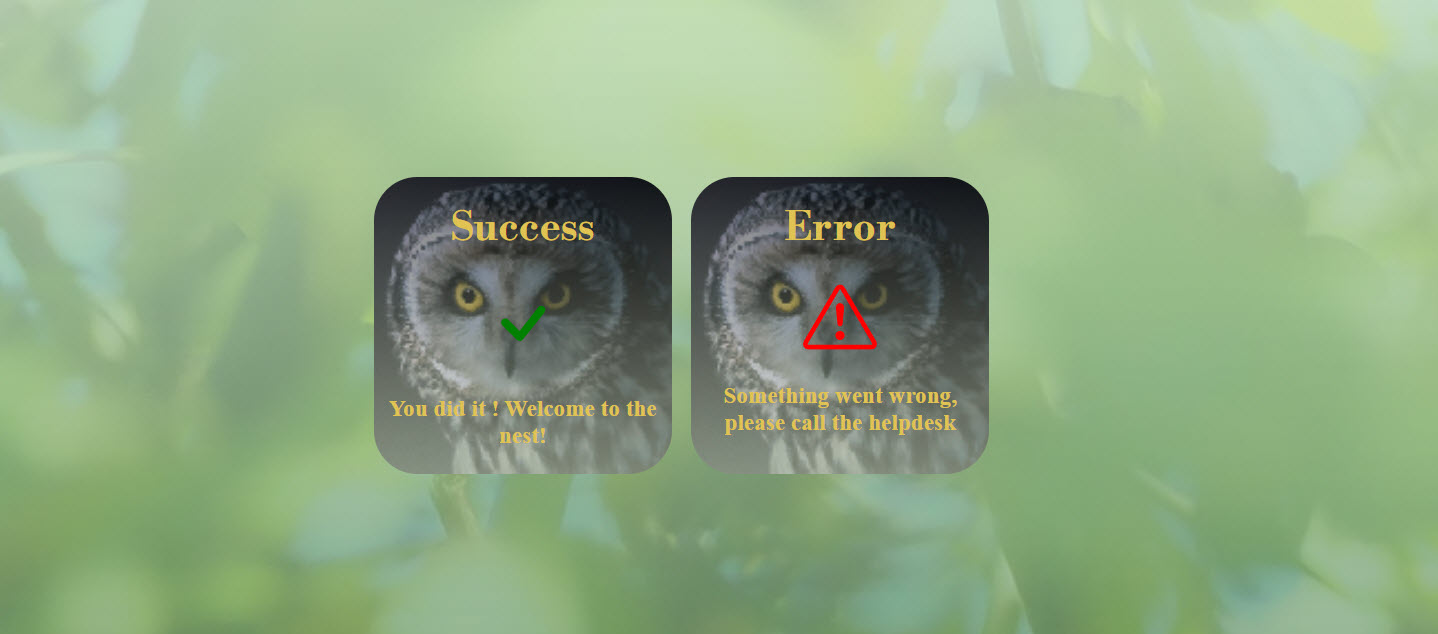 Success
You did it ! Welcome to the
nest!
Error
Something went wrong,
please call the helpdesk